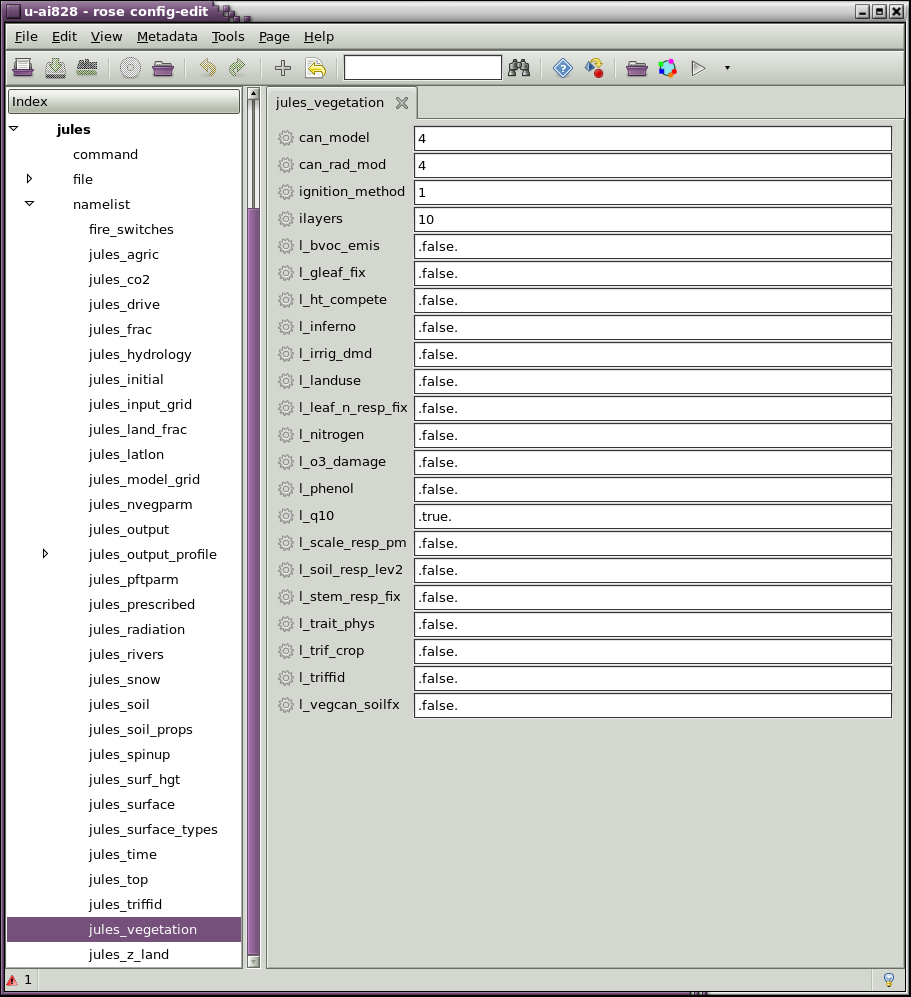 u-ai828 - rose config-edit
File Edit View Metadata Tools Page Help
Index
jules
command
file
namelist
fire_switches
jules_agric
jules_co2
jules_drive
jules_frac
jules_hydrology
jules_initial
jules_input_grid
jules_land_frac
jules_latlon
jules_model_grid
jules_nvegparm
jules_output
jules_output_profile
jules_pftparm
jules_prescribed
jules_radiation
jules_rivers
jules_snow
jules_soil
jules_soil_props
jules_spinup
jules_surf_hgt
jules_surface
jules_surface_types
jules_time
jules_top
jules_triffid
jules_vegetation
jules_z_land
jules_vegetation
can_model 4
can_rad_mod 4
ignition_method 1
ilayers 10
l_bvoc_emis .false.
l_gleaf_fix .false.
l_ht_compete .false.
l_inferno .false.
l_irrig_dmd .false.
l_landuse .false.
l_leaf_n_resp_fix .false.
l_nitrogen .false.
l_o3_damage .false.
l_phenol .false.
l_q10 .true.
l_scale_resp_pm .false.
l_soil_resp_lev2 .false.
l_stem_resp_fix .false.
l_trait_phys .false.
l_trif_crop .false.
l_triffid .false.
l_vegcan_soilfx .false.
1